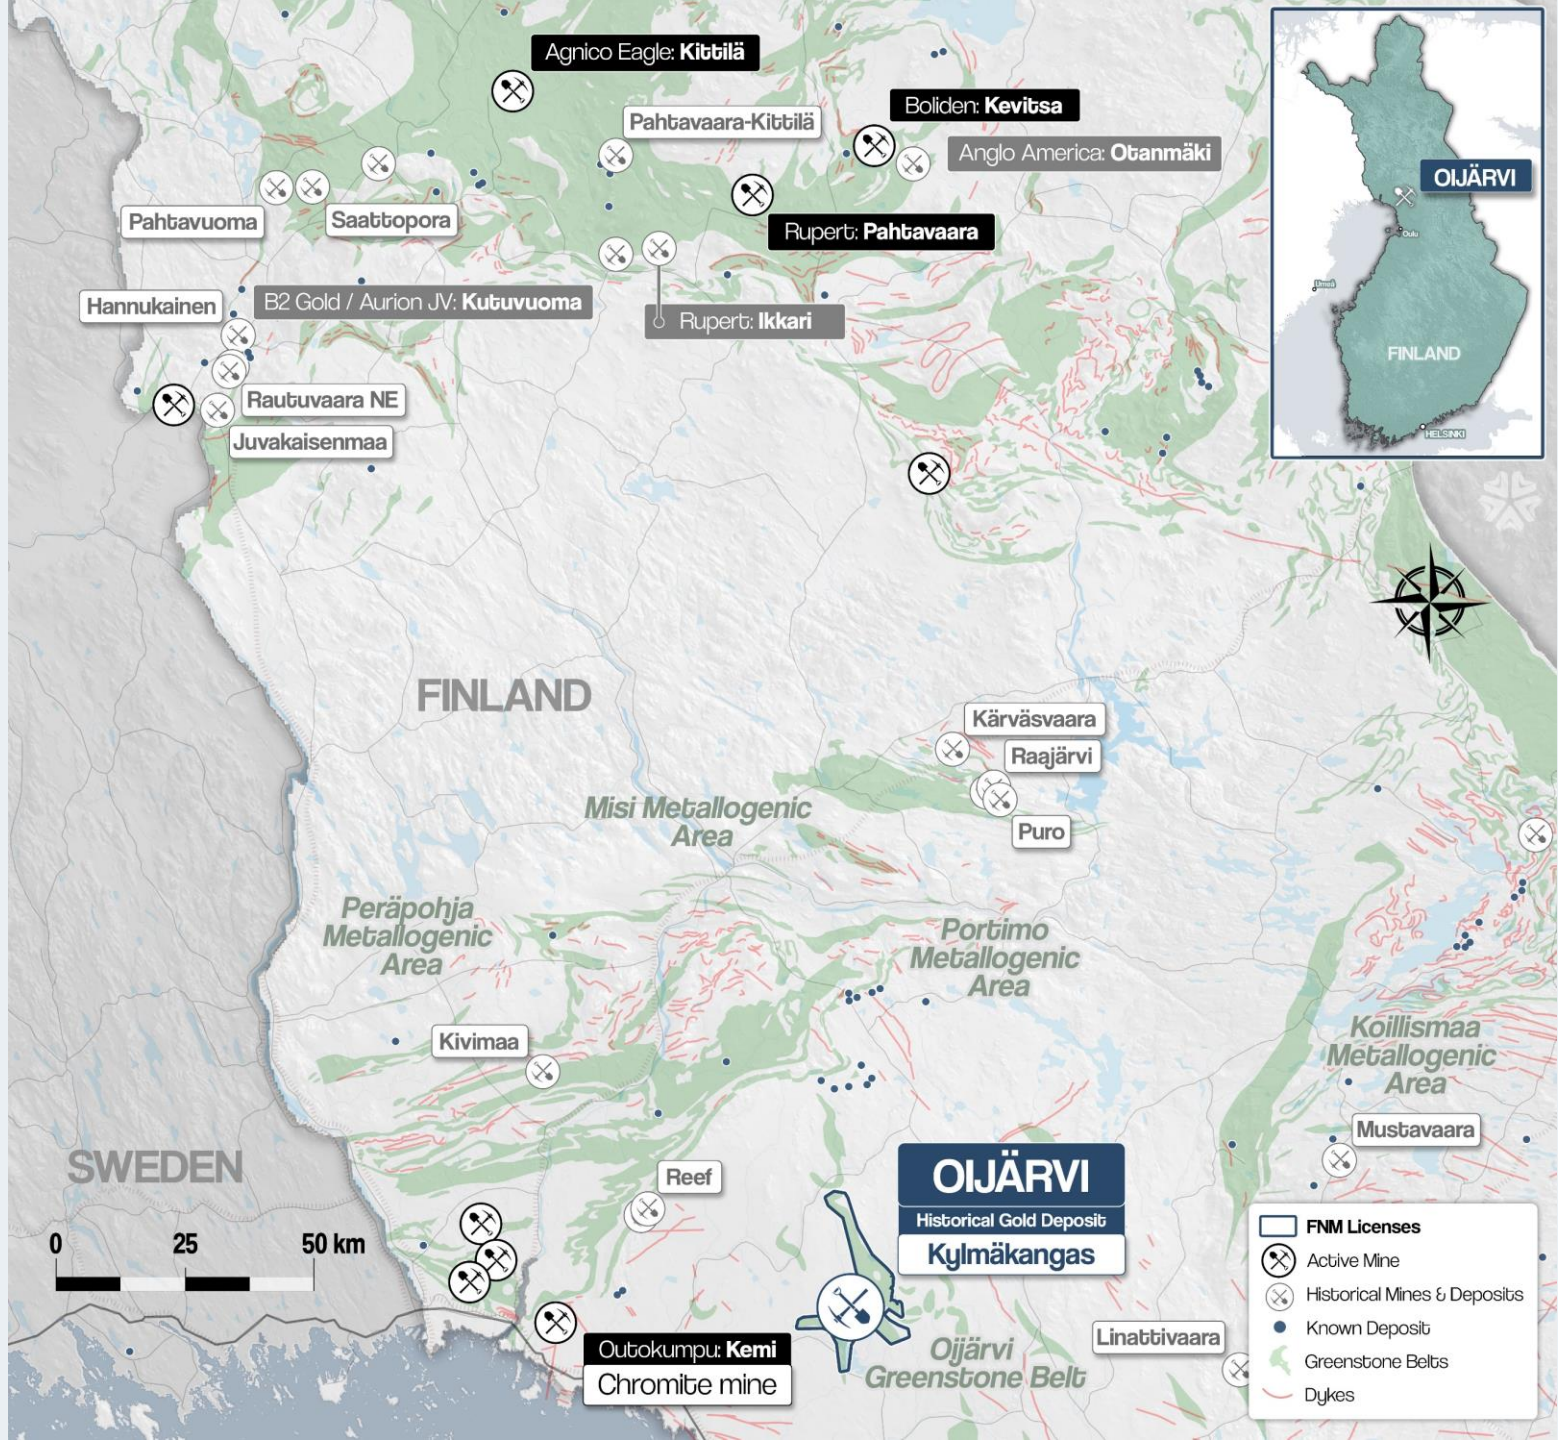 Agnico Eagle: Kittilä
Boliden: Kevitsa
Pahtavaara-Kittilä
Anglo America: Otanmäki
Pahtavuoma
Saattopora
Rupert: Pahtavaara
Hannukainen
B2 Gold / Aurion JV: Kutuvuoma
Rupert: Ikkari
Rautuvaara NE
Juvakaisenmaa
OIJÄRVI
Oulu
Umeå
FINLAND
HELSINKI
FINLAND
Kärväsvaara
Raajärvi
Puro
Misi Metallogenic
Area
Peräpohja
Metallogenic
Area
Portimo
Metallogenic
Area
Koillismaa
Metallogenic
Area
Kivimaa
Mustavaara
SWEDEN
Reef
OIJÄRVI
Historical Gold Deposit
Kylmäkangas
0 25 50 km
Outokumpu: Kemi
Chromite mine
Oijärvi
Greenstone Belt
Linattivaara
FNM Licenses
Active Mine
Historical Mines & Deposits
Known Deposit
Greenstone Belts
Dykes